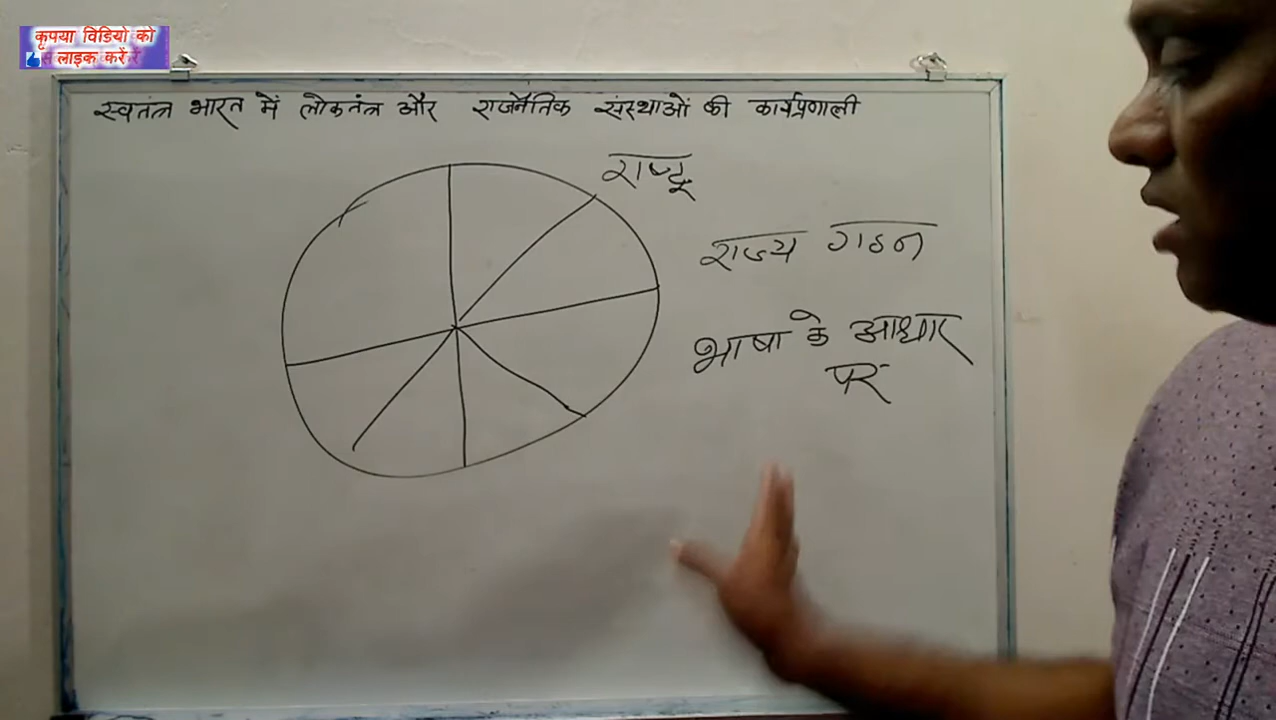 कृपया विडियो को
लाइक करें
स्वतंत्र भारत में लोकतंत्र और राजनैतिक संस्थाओं की कार्यप्रणाली
राष्ट्र
राज्य गठन
भाषा के आधार
पर